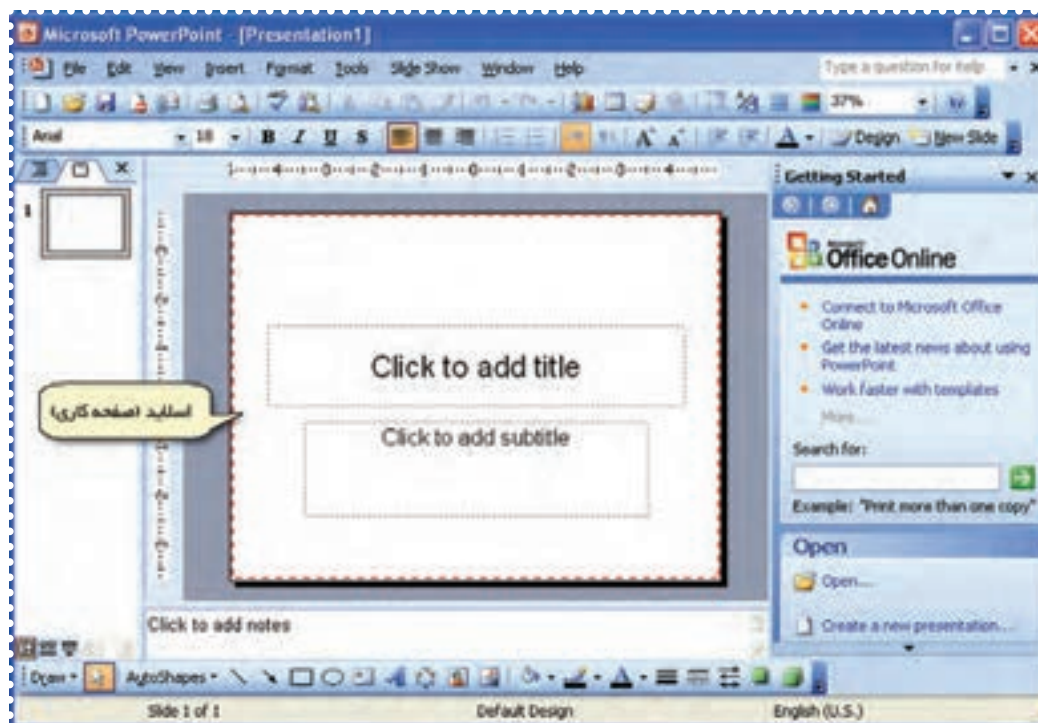 Microsoft PowerPoint - [Presentation1]
File Edit View Insert Format Tools Slide Show Window Help Type a question for help
37%
Arial 18 B I U S A A A Design New Slide
Getting Started
1
Microsoft
Office Online
Connect to Microsoft Office
Online
Get the latest news about using
PowerPoint
Work faster with templates
More...
Click to add title
اسلاید (صفحه کاری)
Click to add subtitle
Search for:
Example: "Print more than one copy"
Open
Open...
Create a new presentation...
Click to add notes
Draw AutoShapes
Slide 1 of 1 Default Design English (U.S.)